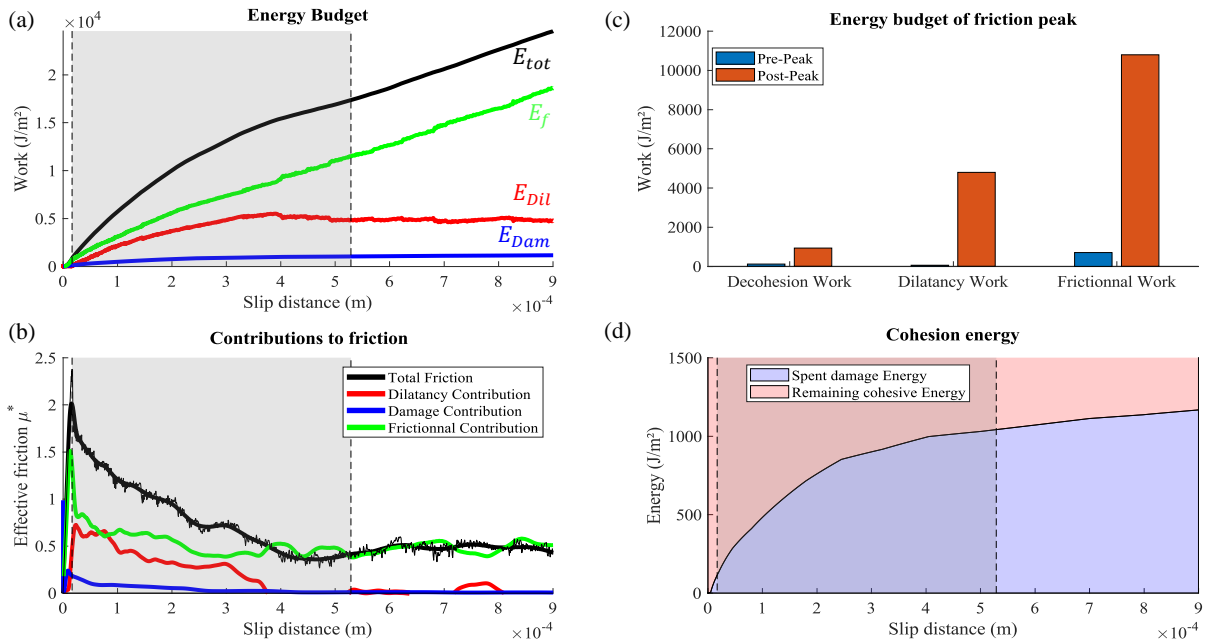 (a)
Energy Budget
×10⁴
2
1.5
1
0.5
0
Work (J/m²)
E_tot
E_f
E_Dil
E_Dam
0 1 2 3 4 5 6 7 8 9
Slip distance (m)
×10⁻⁴
(b)
Contributions to friction
2.5
2
1.5
1
0.5
0
Effective friction μ*
Total Friction
Dilatancy Contribution
Damage Contribution
Frictionnal Contribution
0 1 2 3 4 5 6 7 8 9
Slip distance (m)
×10⁻⁴
(c)
Energy budget of friction peak
12000
10000
8000
6000
4000
2000
0
Work (J/m²)
Pre-Peak
Post-Peak
Decohesion Work Dilatancy Work Frictionnal Work
(d)
Cohesion energy
1500
1000
500
0
Energy (J/m²)
Spent damage Energy
Remaining cohesive Energy
0 1 2 3 4 5 6 7 8 9
Slip distance (m)
×10⁻⁴